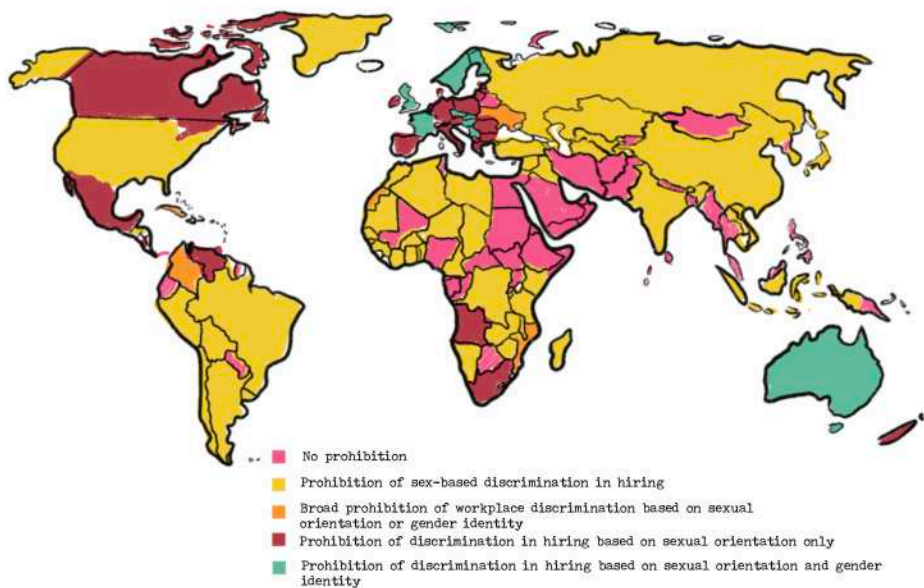 No prohibition
Prohibition of sex-based discrimination in hiring
Broad prohibition of workplace discrimination based on sexual
orientation or gender identity
Prohibition of discrimination in hiring based on sexual orientation only
Prohibition of discrimination in hiring based on sexual orientation and gender
identity